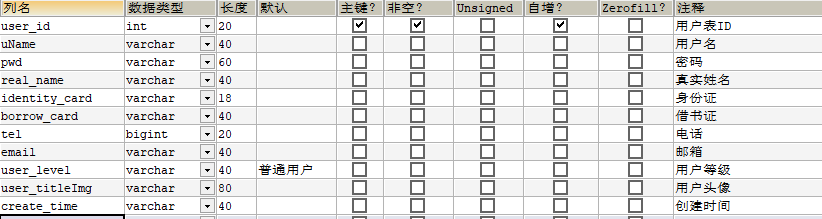 列名 数据类型 长度 默认 主键? 非空? Unsigned 自增? Zerofill? 注释
user_id int 20 用户表ID
uName varchar 40 用户名
pwd varchar 60 密码
real_name varchar 40 真实姓名
identity_card varchar 18 身份证
borrow_card varchar 40 借书证
tel bigint 20 电话
email varchar 40 邮箱
user_level varchar 40 普通用户 用户等级
user_titleImg varchar 80 用户头像
create_time varchar 40 创建时间